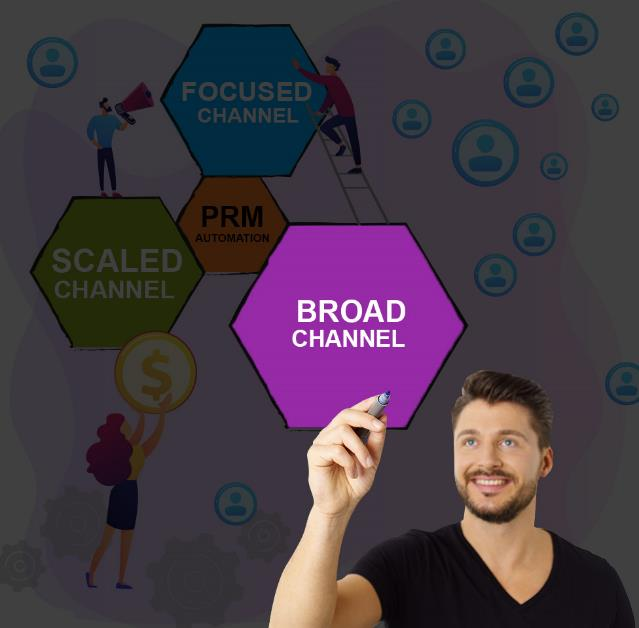 FOCUSED
CHANNEL
PRM
AUTOMATION
SCALED
CHANNEL
BROAD
CHANNEL
$